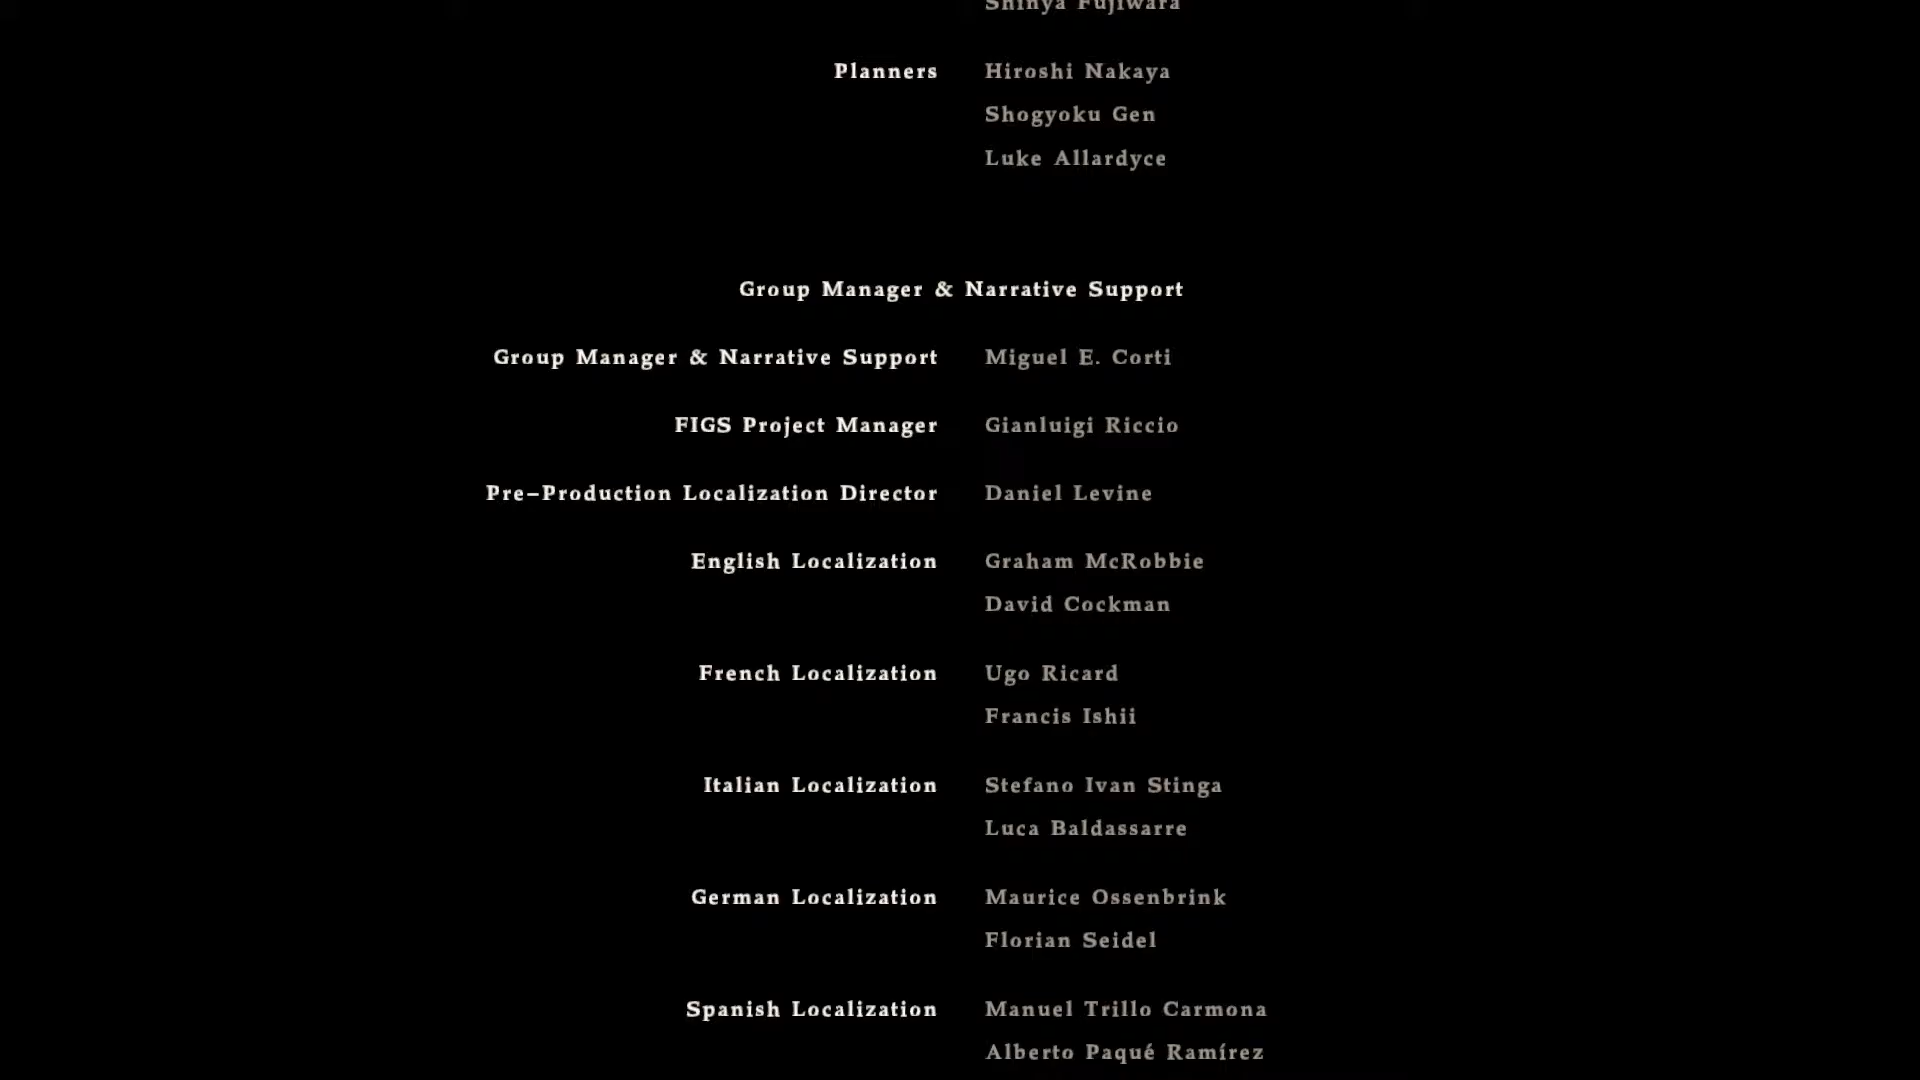 Shinya Fujiwara
Planners Hiroshi Nakaya
Shogyoku Gen
Luke Allardyce
Group Manager & Narrative Support
Group Manager & Narrative Support Miguel E. Corti
FIGS Project Manager Gianluigi Riccio
Pre-Production Localization Director Daniel Levine
English Localization Graham McRobbie
David Cockman
French Localization Ugo Ricard
Francis Ishii
Italian Localization Stefano Ivan Stinga
Luca Baldassarre
German Localization Maurice Ossenbrink
Florian Seidel
Spanish Localization Manuel Trillo Carmona
Alberto Paqué Ramírez